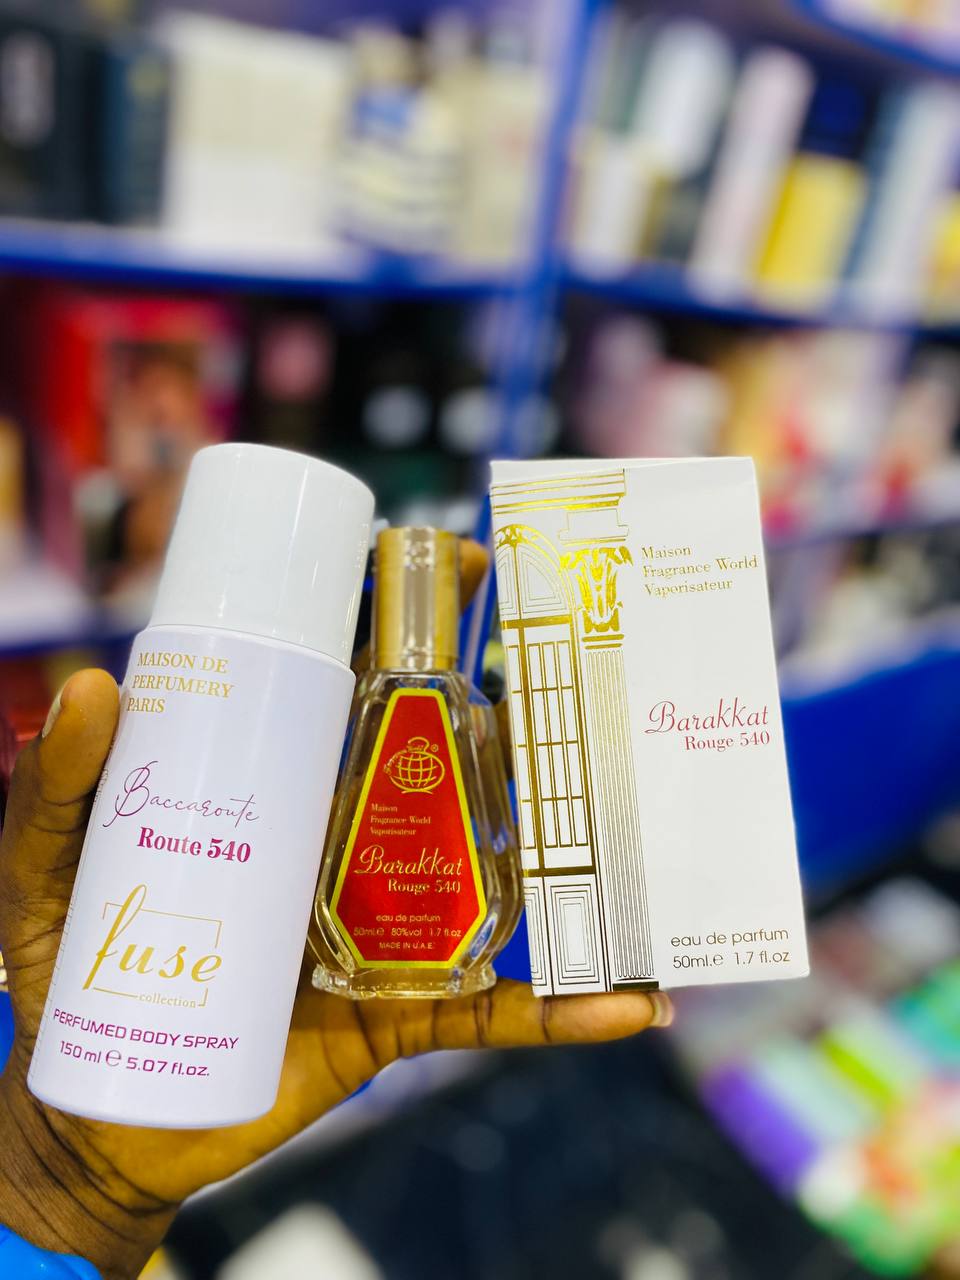 MAISON DE
PERFUMERY
PARIS
Baccaroute
Route 540
fuse
collection
PERFUMED BODY SPRAY
150 ml e 5.07 fl.oz.
Fragrance World ®
Maison
Fragrance World
Vaporisateur
Barakkat
Rouge 540
eau de parfum
50ml.e 80%vol 1.7 fl.oz
MADE IN U.A.E
Maison
Fragrance World
Vaporisateur
Barakkat
Rouge 540
eau de parfum
50ml.e 1.7 fl.oz